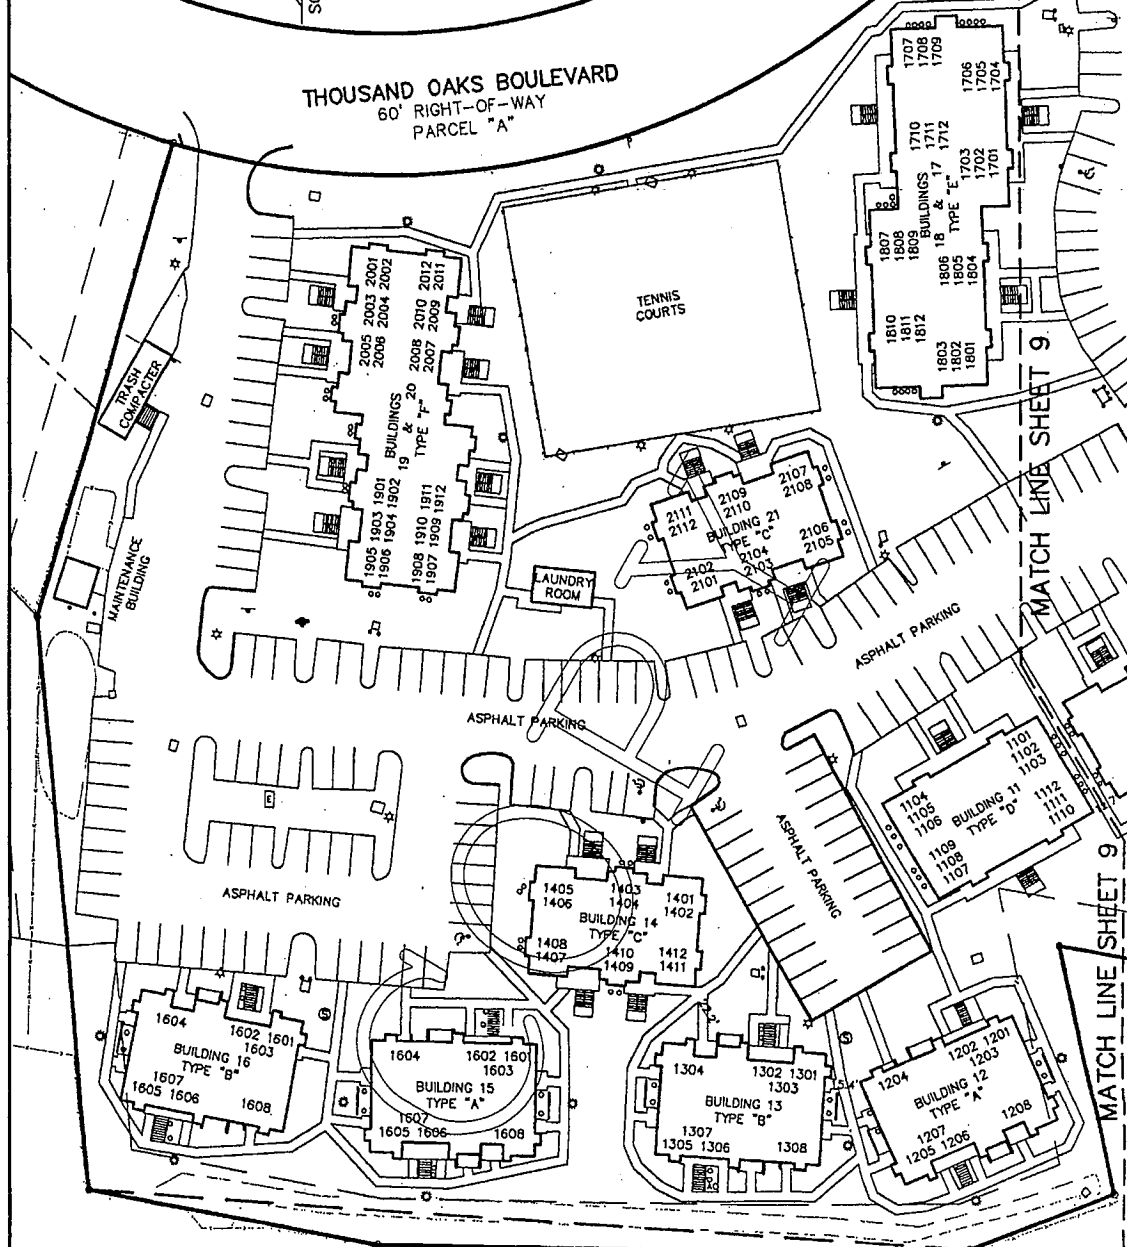 SC
THOUSAND OAKS BOULEVARD
60' RIGHT-OF-WAY
PARCEL "A"
1707
1708
1709
1706
1705
1704
1710
1711
1712
1703
1702
1701
BUILDINGS
17 & 18
TYPE "E"
1807
1808
1809
1806
1805
1804
1810
1811
1812
1803
1802
1801
TENNIS
COURTS
2001
2002
2012
2011
2003
2004
2010
2009
2005
2006
2008
2007
BUILDINGS
19 & 20
TYPE "F"
1901
1902
1911
1912
1903
1904
1910
1909
1905
1906
1908
1907
TRASH
COMPACTER
MAINTENANCE
BUILDING
LAUNDRY
ROOM
2107
2108
2109
2110
2111
2112
BUILDING 21
TYPE "C"
2106
2105
2104
2103
2102
2101
MATCH LINE SHEET 9
ASPHALT PARKING
ASPHALT PARKING
ASPHALT PARKING
ASPHALT PARKING
1101
1102
1103
1104
1105
1106
BUILDING 11
TYPE "D"
1112
1111
1110
1109
1108
1107
MATCH LINE SHEET 9
1405
1406
1403
1404
1401
1402
BUILDING 14
TYPE "C"
1408
1407
1410
1409
1412
1411
1604
1602 1601
1603
BUILDING 16
TYPE "B"
1607
1605 1606
1608
1604
1602 1601
1603
BUILDING 15
TYPE "A"
1607
1605 1606
1608
1304
1302 1301
1303
BUILDING 13
TYPE "B"
1307
1305 1306
1308
1204
1202 1201
1203
BUILDING 12
TYPE "A"
1207
1205 1206
1208